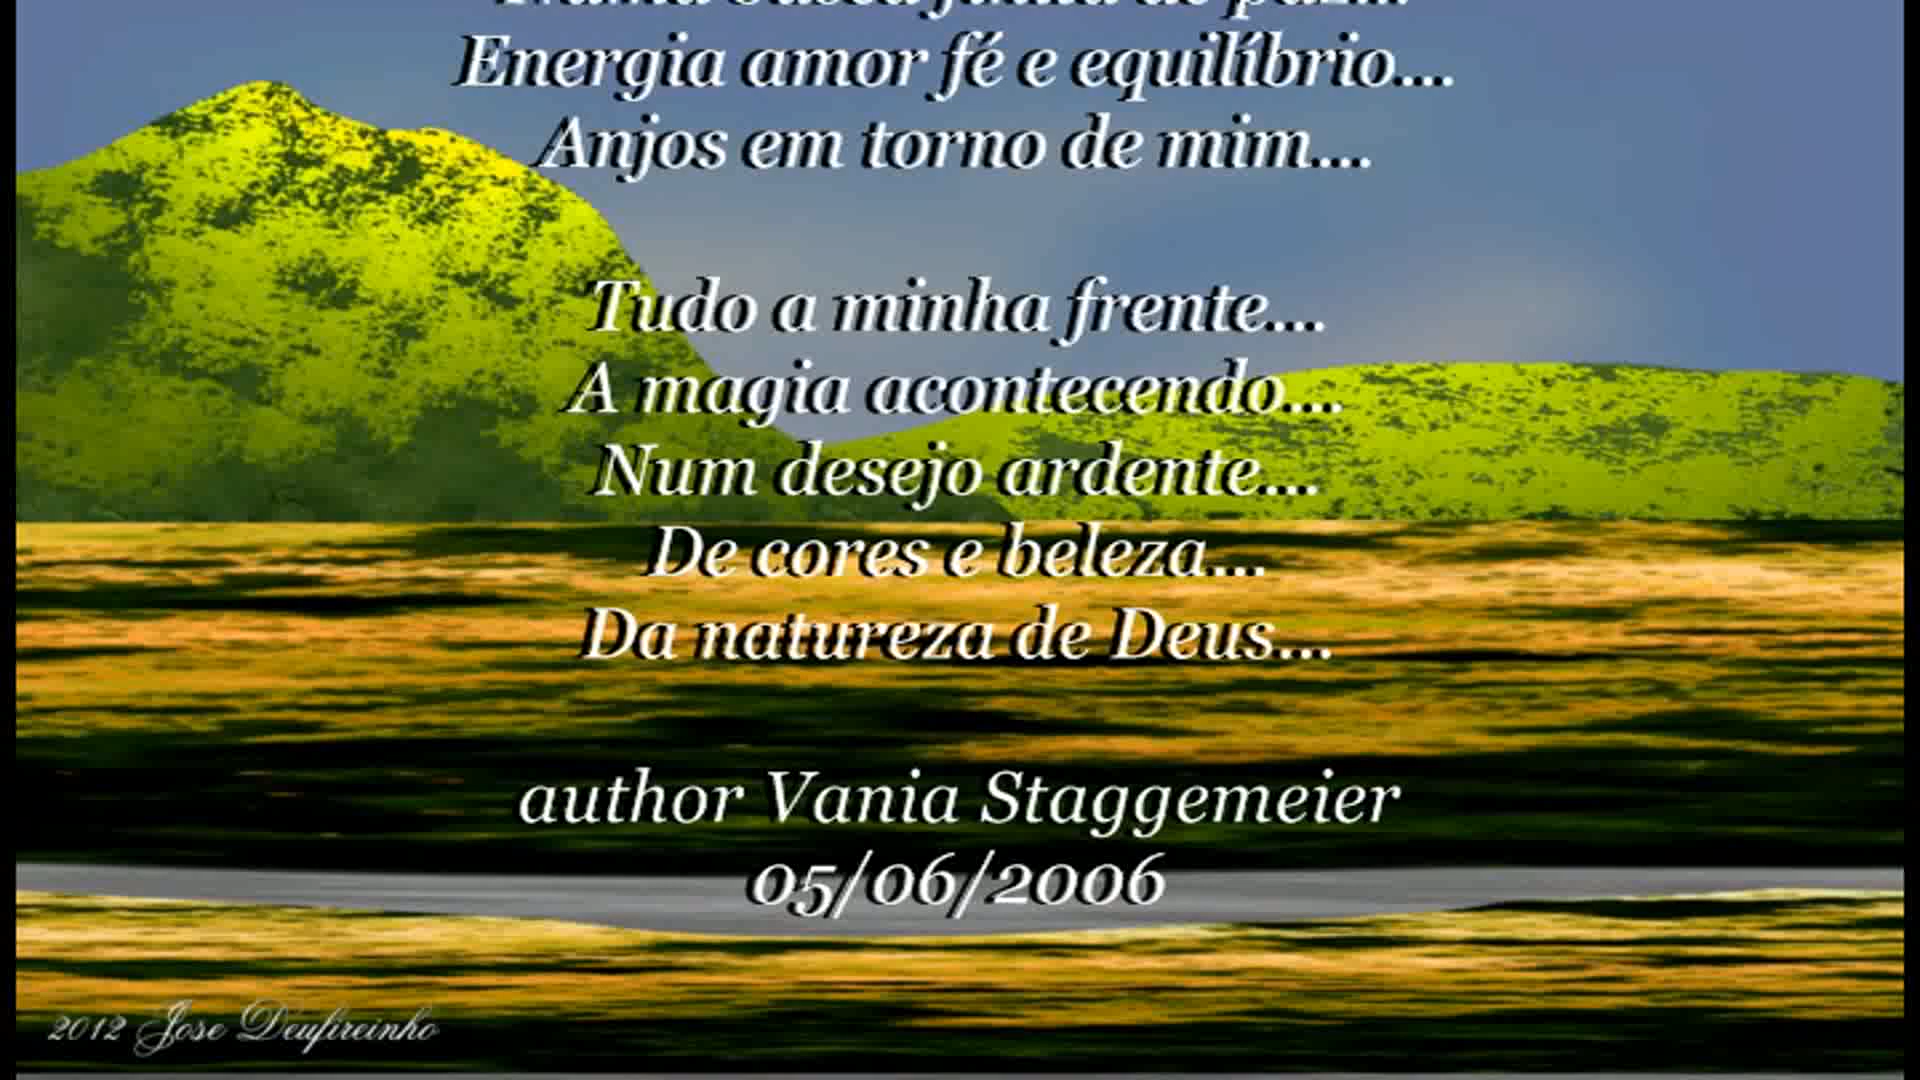 Energia amor fé e equilíbrio....
Anjos em torno de mim....
Tudo a minha frente....
A magia acontecendo....
Num desejo ardente....
De cores e beleza....
Da natureza de Deus...
author Vania Staggemeier
05/06/2006
2012 Jose Deufireinho